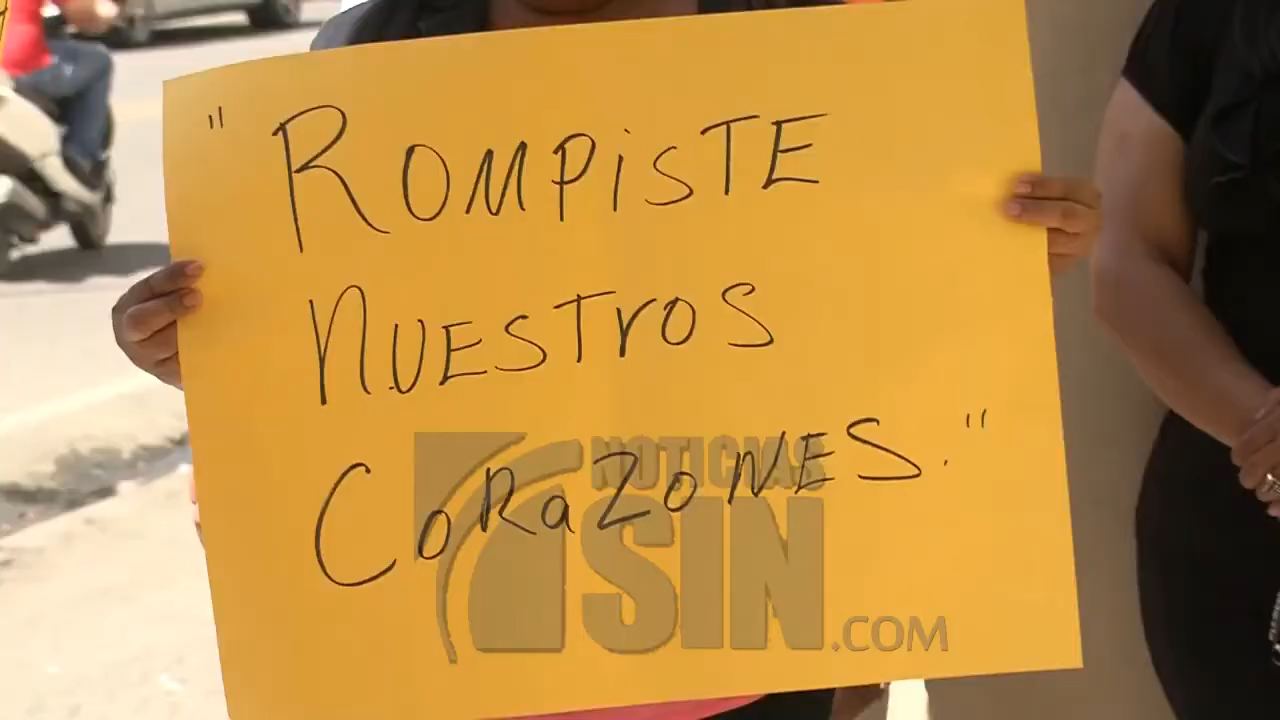 " ROMPiSTE
NUESTrOS
CoRaZoNES."
NOTICIAS
SIN
.COM